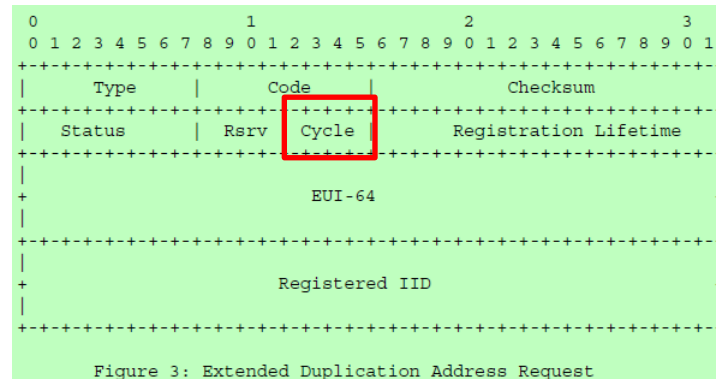 0                   1                   2                   3
0 1 2 3 4 5 6 7 8 9 0 1 2 3 4 5 6 7 8 9 0 1 2 3 4 5 6 7 8 9 0 1
+-+-+-+-+-+-+-+-+-+-+-+-+-+-+-+-+-+-+-+-+-+-+-+-+-+-+-+-+-+-+-+-
|     Type      |     Code      |          Checksum
+-+-+-+-+-+-+-+-+-+-+-+-+-+-+-+-+-+-+-+-+-+-+-+-+-+-+-+-+-+-+-+-
|  Status       | Rsrv    Cycle |     Registration Lifetime
+-+-+-+-+-+-+-+-+-+-+-+-+-+-+-+-+-+-+-+-+-+-+-+-+-+-+-+-+-+-+-+-
|
+                          EUI-64
|
+-+-+-+-+-+-+-+-+-+-+-+-+-+-+-+-+-+-+-+-+-+-+-+-+-+-+-+-+-+-+-+-
|
+                       Registered IID
|
+-+-+-+-+-+-+-+-+-+-+-+-+-+-+-+-+-+-+-+-+-+-+-+-+-+-+-+-+-+-+-+-
Figure 3: Extended Duplication Address Request